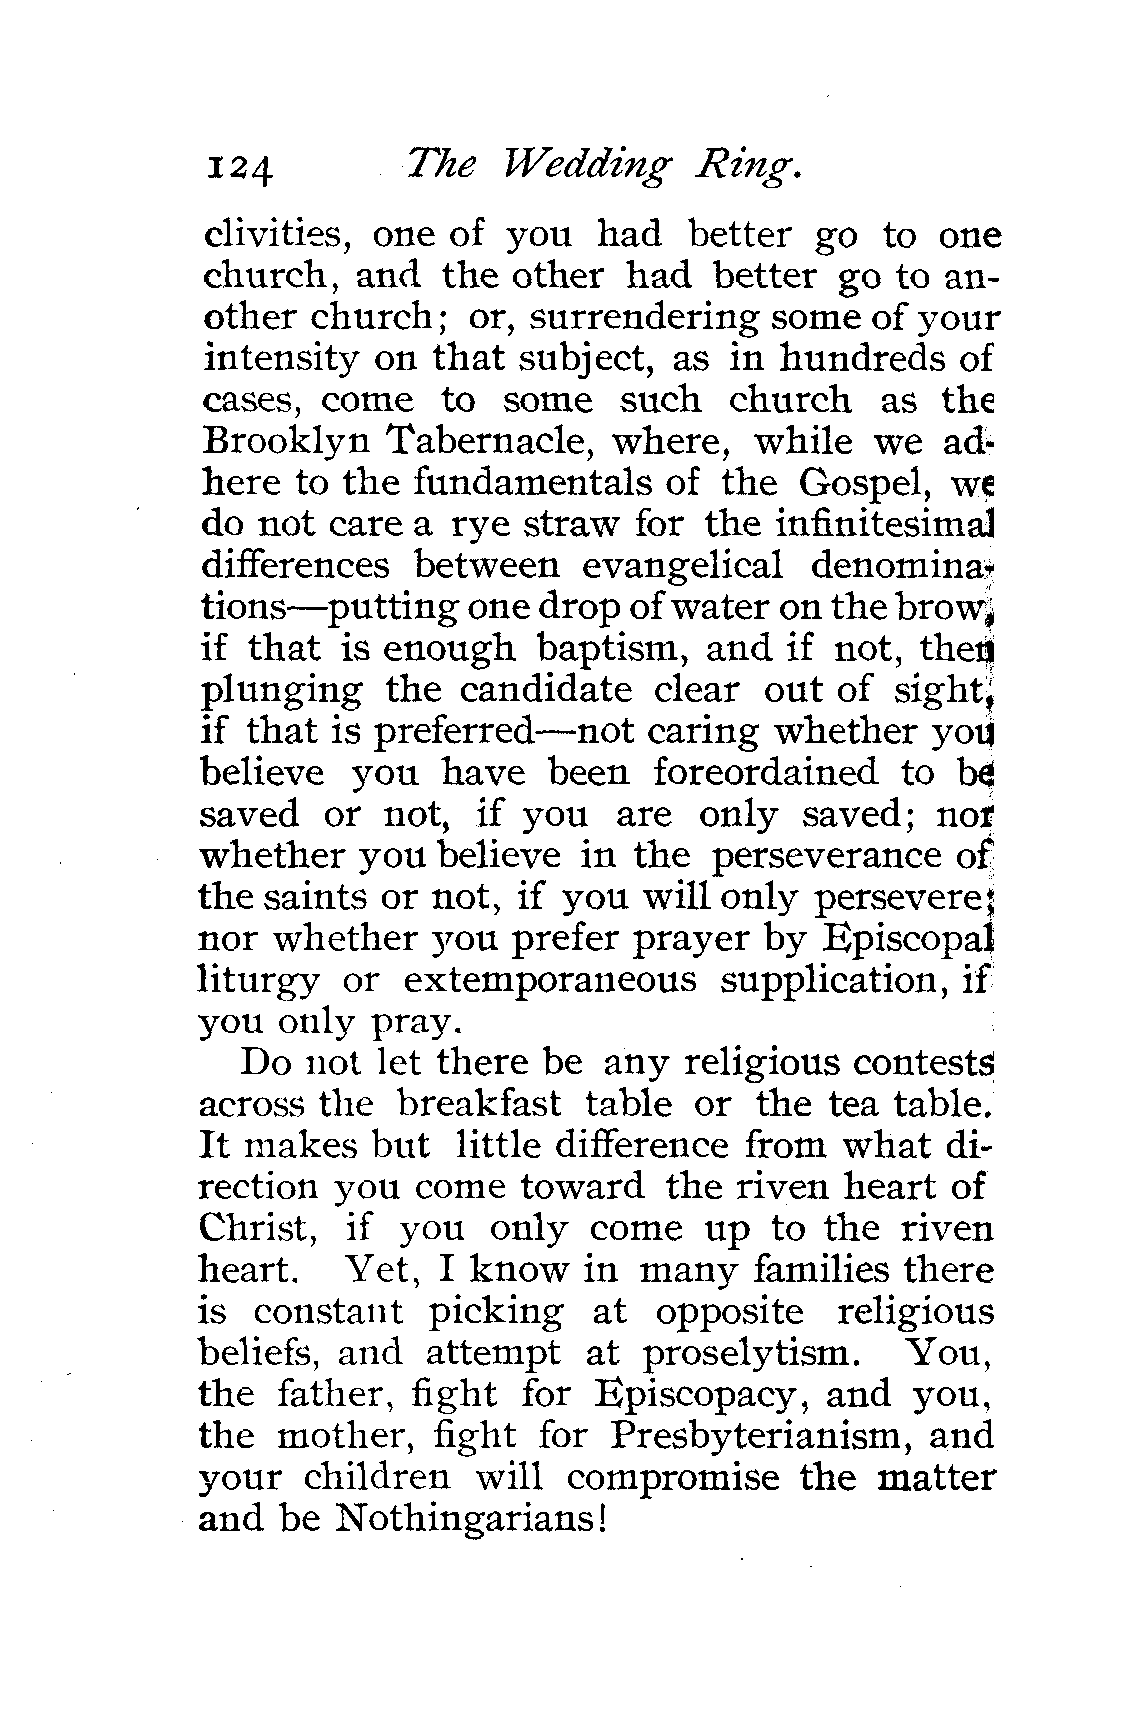 124 The Wedding Ring.
clivities, one of you had better go to one
church, and the other had better go to an-
other church; or, surrendering some of your
intensity on that subject, as in hundreds of
cases, come to some such church as the
Brooklyn Tabernacle, where, while we ad-
here to the fundamentals of the Gospel, we
do not care a rye straw for the infinitesimal
differences between evangelical denomina-
tions—putting one drop of water on the brow,
if that is enough baptism, and if not, then
plunging the candidate clear out of sight,
if that is preferred—not caring whether you
believe you have been foreordained to be
saved or not, if you are only saved; nor
whether you believe in the perseverance of
the saints or not, if you will only persevere;
nor whether you prefer prayer by Episcopal
liturgy or extemporaneous supplication, if
you only pray.
Do not let there be any religious contests
across the breakfast table or the tea table.
It makes but little difference from what di-
rection you come toward the riven heart of
Christ, if you only come up to the riven
heart. Yet, I know in many families there
is constant picking at opposite religious
beliefs, and attempt at proselytism. You,
the father, fight for Episcopacy, and you,
the mother, fight for Presbyterianism, and
your children will compromise the matter
and be Nothingarians!